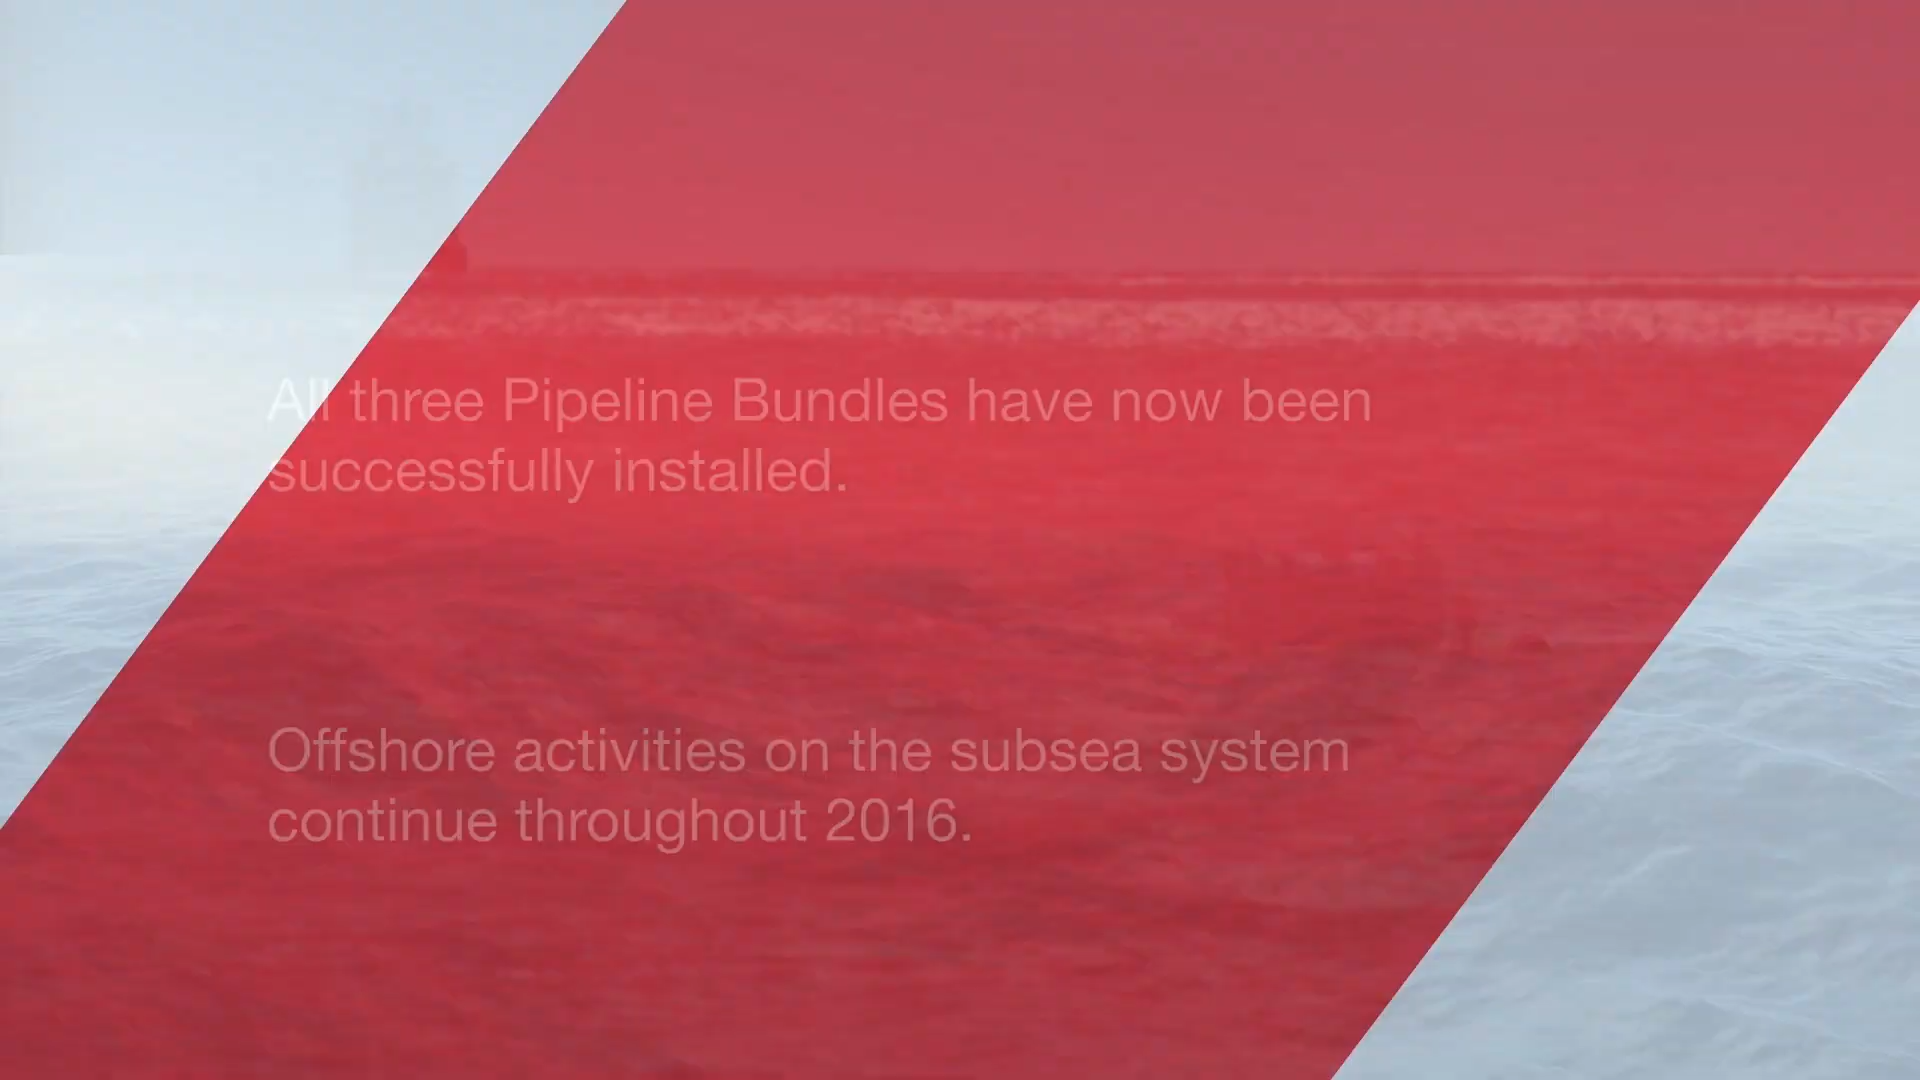 All three Pipeline Bundles have now been
successfully installed.
Offshore activities on the subsea system
continue throughout 2016.